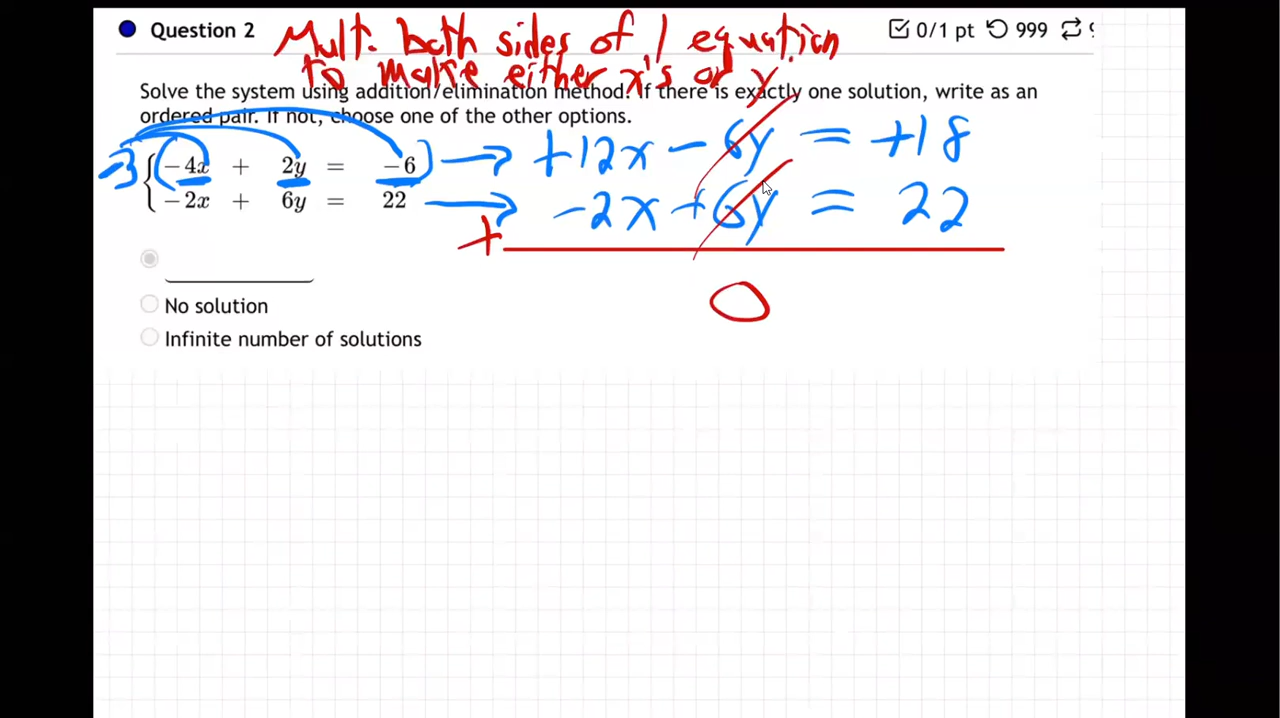 Question 2
Mult. both sides of 1 equation
0/1 pt 999
to make either x's or y
Solve the system using addition/elimination method. If there is exactly one solution, write as an
ordered pair. If not, choose one of the other options.
-3 (-4x + 2y = -6) → +12x - 6y = +18
-2x + 6y = 22 → -2x + 6y = 22
+
0
No solution
Infinite number of solutions